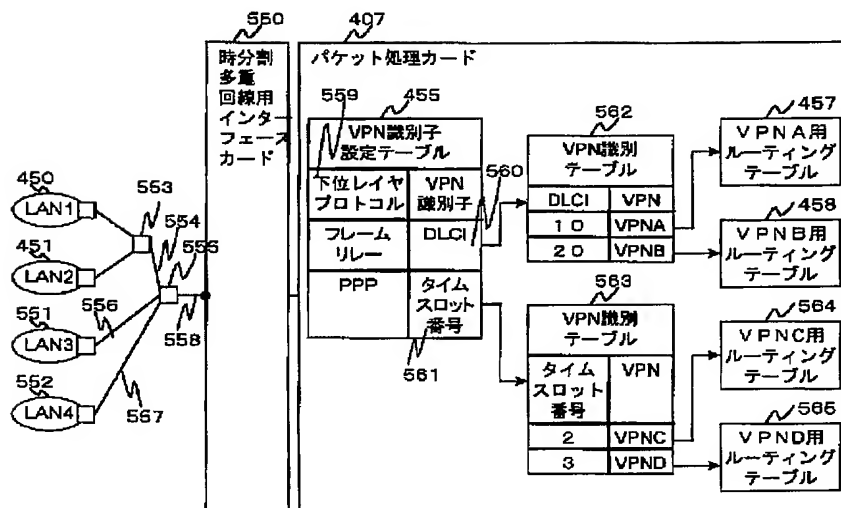 550
407
時分割
多重
回線用
インター
フェース
カード
パケット処理カード
559
455
VPN識別子
設定テーブル
下位レイヤ
プロトコル
VPN
識別子
フレーム
リレー
DLCI
PPP
タイム
スロット
番号
560
561
562
VPN識別
テーブル
DLCI
VPN
10
VPNA
20
VPNB
563
VPN識別
テーブル
タイム
スロット
番号
VPN
2
VPNC
3
VPND
457
VPNA用
ルーティング
テーブル
458
VPNB用
ルーティング
テーブル
564
VPNC用
ルーティング
テーブル
565
VPND用
ルーティング
テーブル
450
LAN1
451
LAN2
551
LAN3
552
LAN4
553
554
555
556
557
558